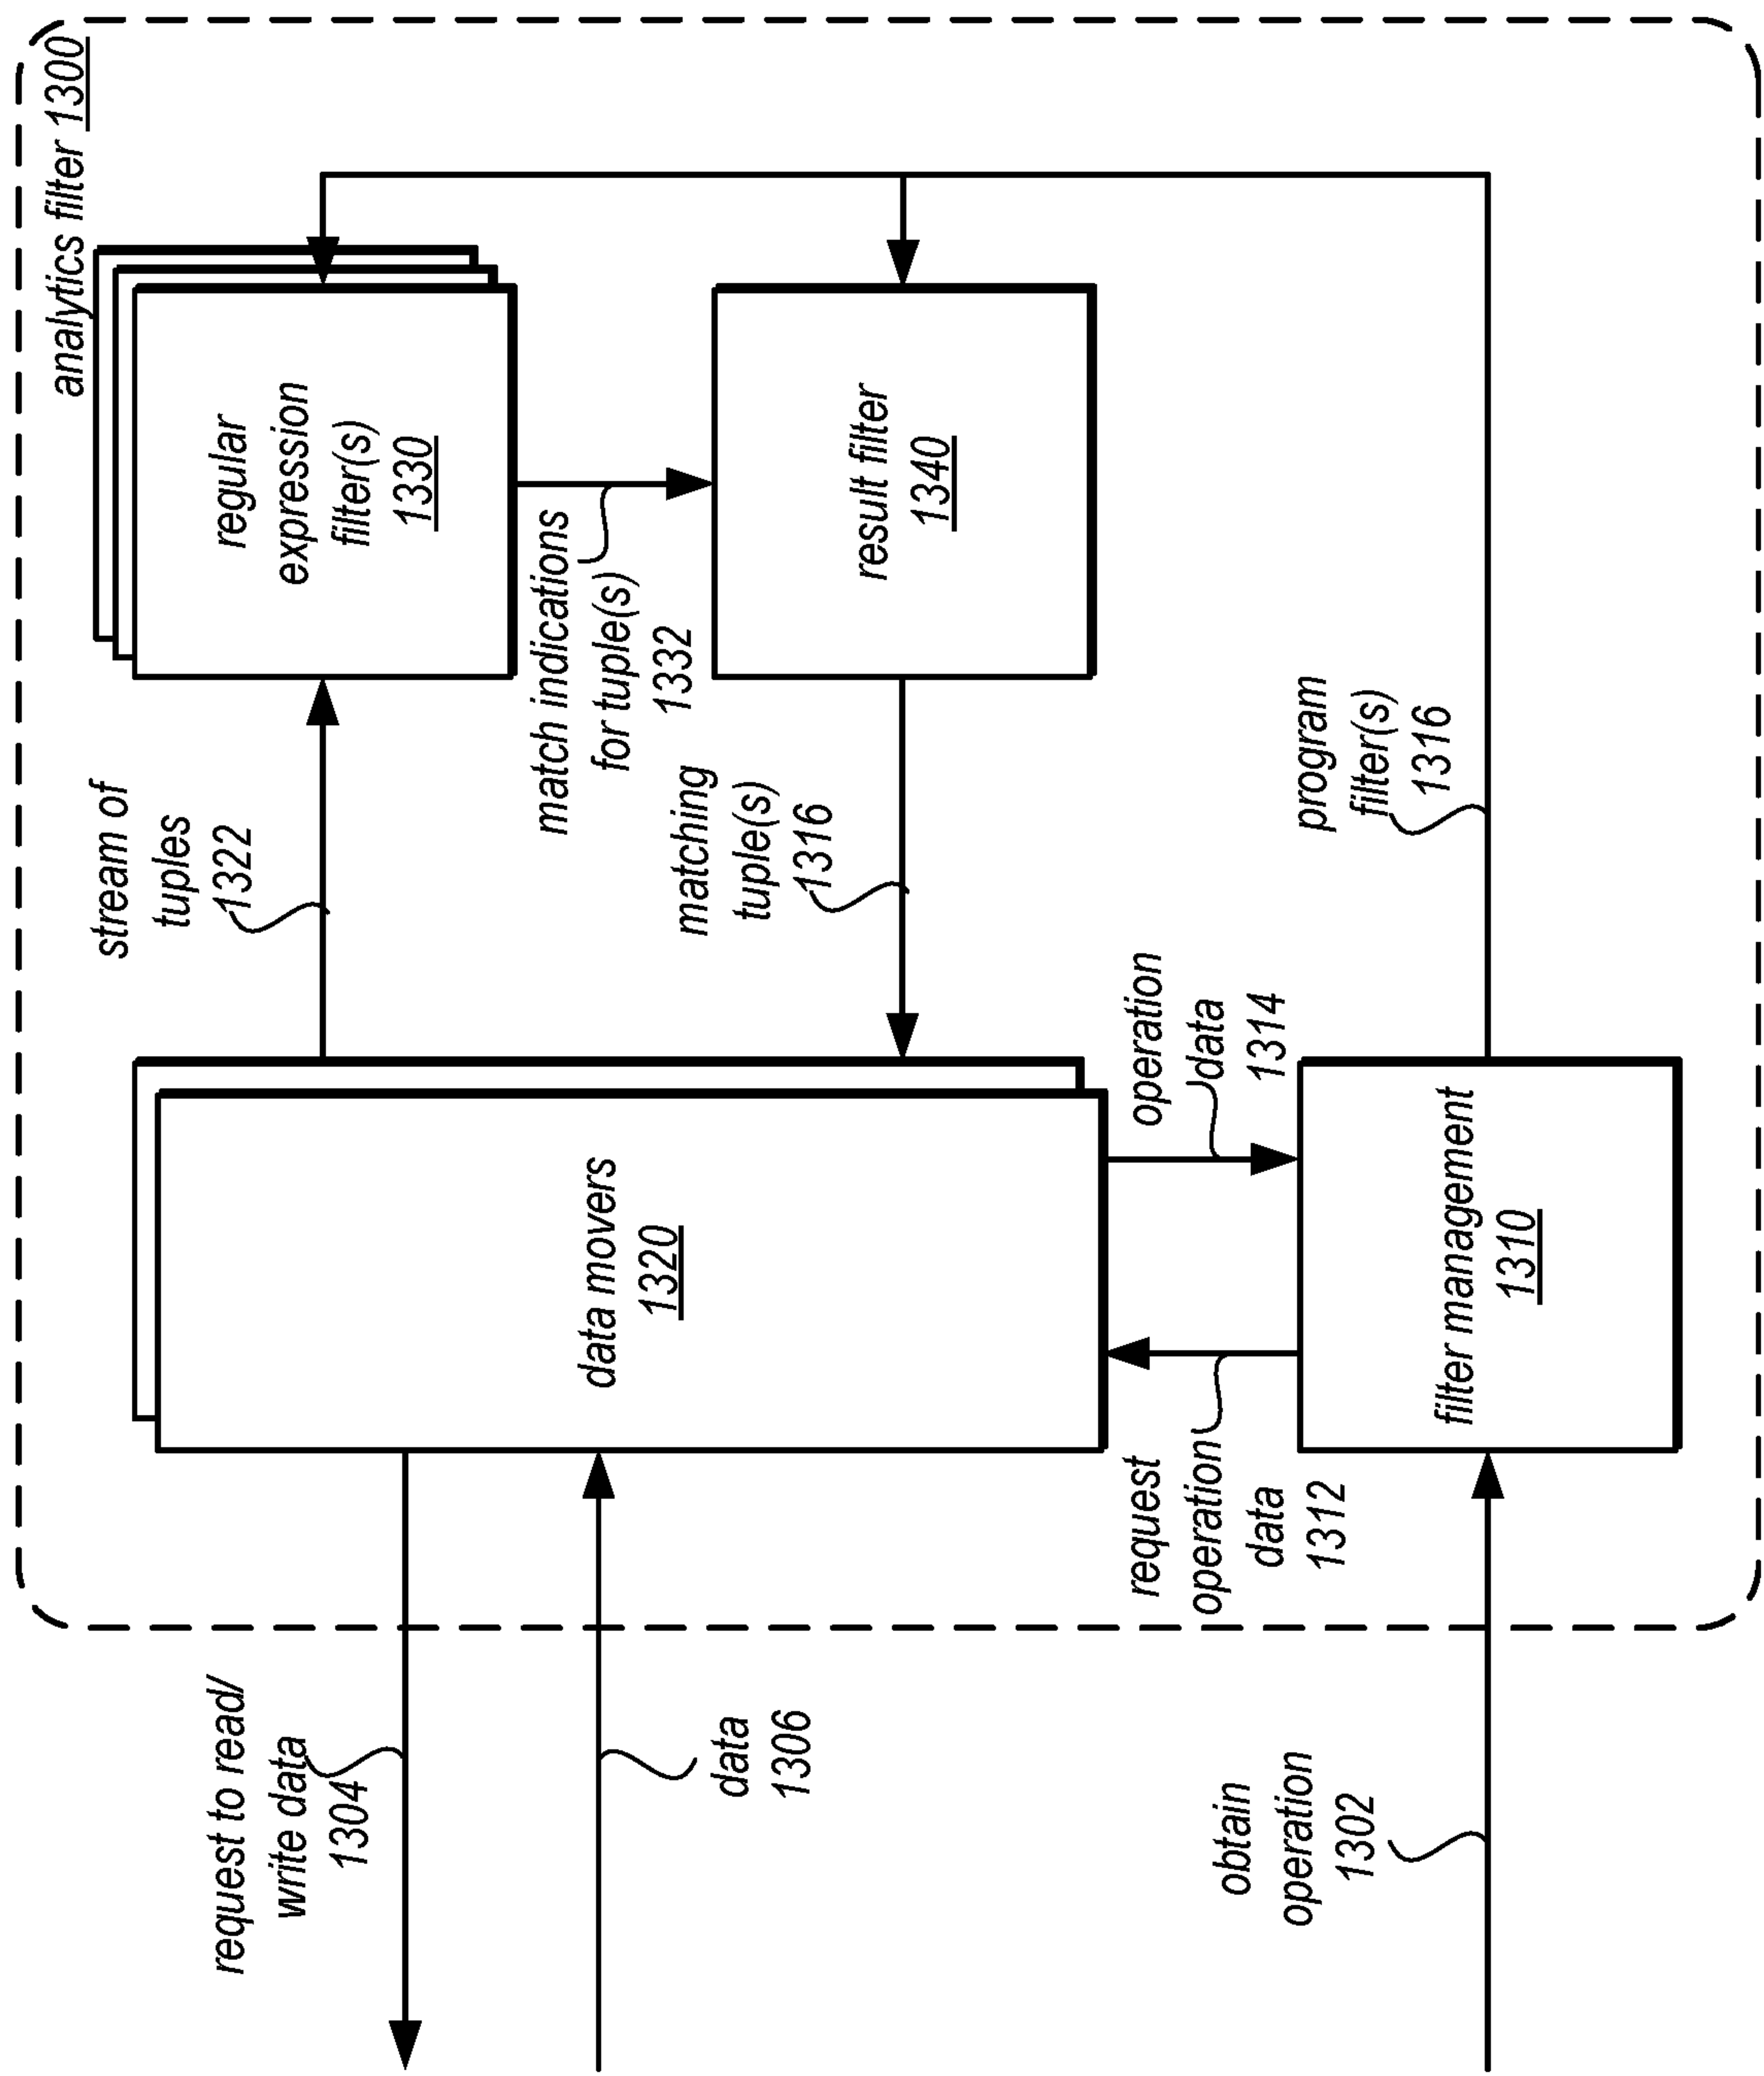 analytics filter 1300
request to read/
write data
1304
data
1306
obtain
operation
1302
data movers
1320
request
operation
data
1312
operation
data
1314
filter management
1310
stream of
tuples
1322
matching
tuple(s)
1316
program
filter(s)
1316
regular
expression
filter(s)
1330
match indications
for tuple(s)
1332
result filter
1340